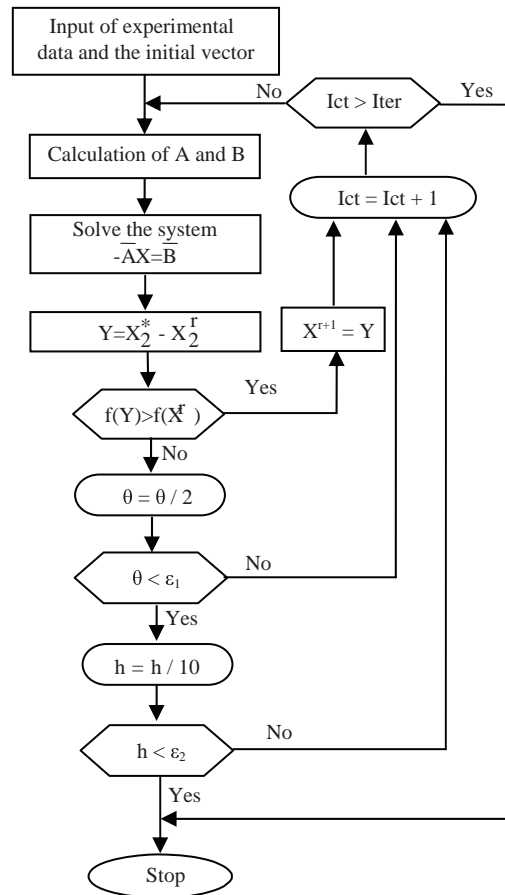 Input of experimental
data and the initial vector
No
Ict > Iter
Yes
Calculation of A and B
Ict = Ict + 1
Solve the system
-A̅X=B̅
Y=X₂* - X₂ʳ
Xʳ⁺¹ = Y
f(Y)>f(Xʳ )
Yes
No
θ = θ / 2
θ < ε₁
No
Yes
h = h / 10
h < ε₂
No
Yes
Stop